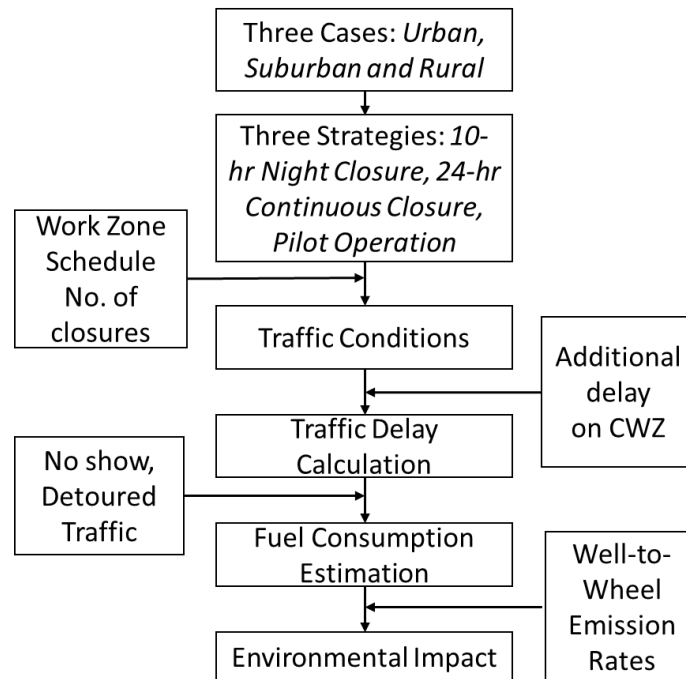 Three Cases: Urban,
Suburban and Rural
Three Strategies: 10-
hr Night Closure, 24-hr
Continuous Closure,
Pilot Operation
Work Zone
Schedule
No. of
closures
Traffic Conditions
Additional
delay
on CWZ
Traffic Delay
Calculation
No show,
Detoured
Traffic
Fuel Consumption
Estimation
Well-to-
Wheel
Emission
Rates
Environmental Impact